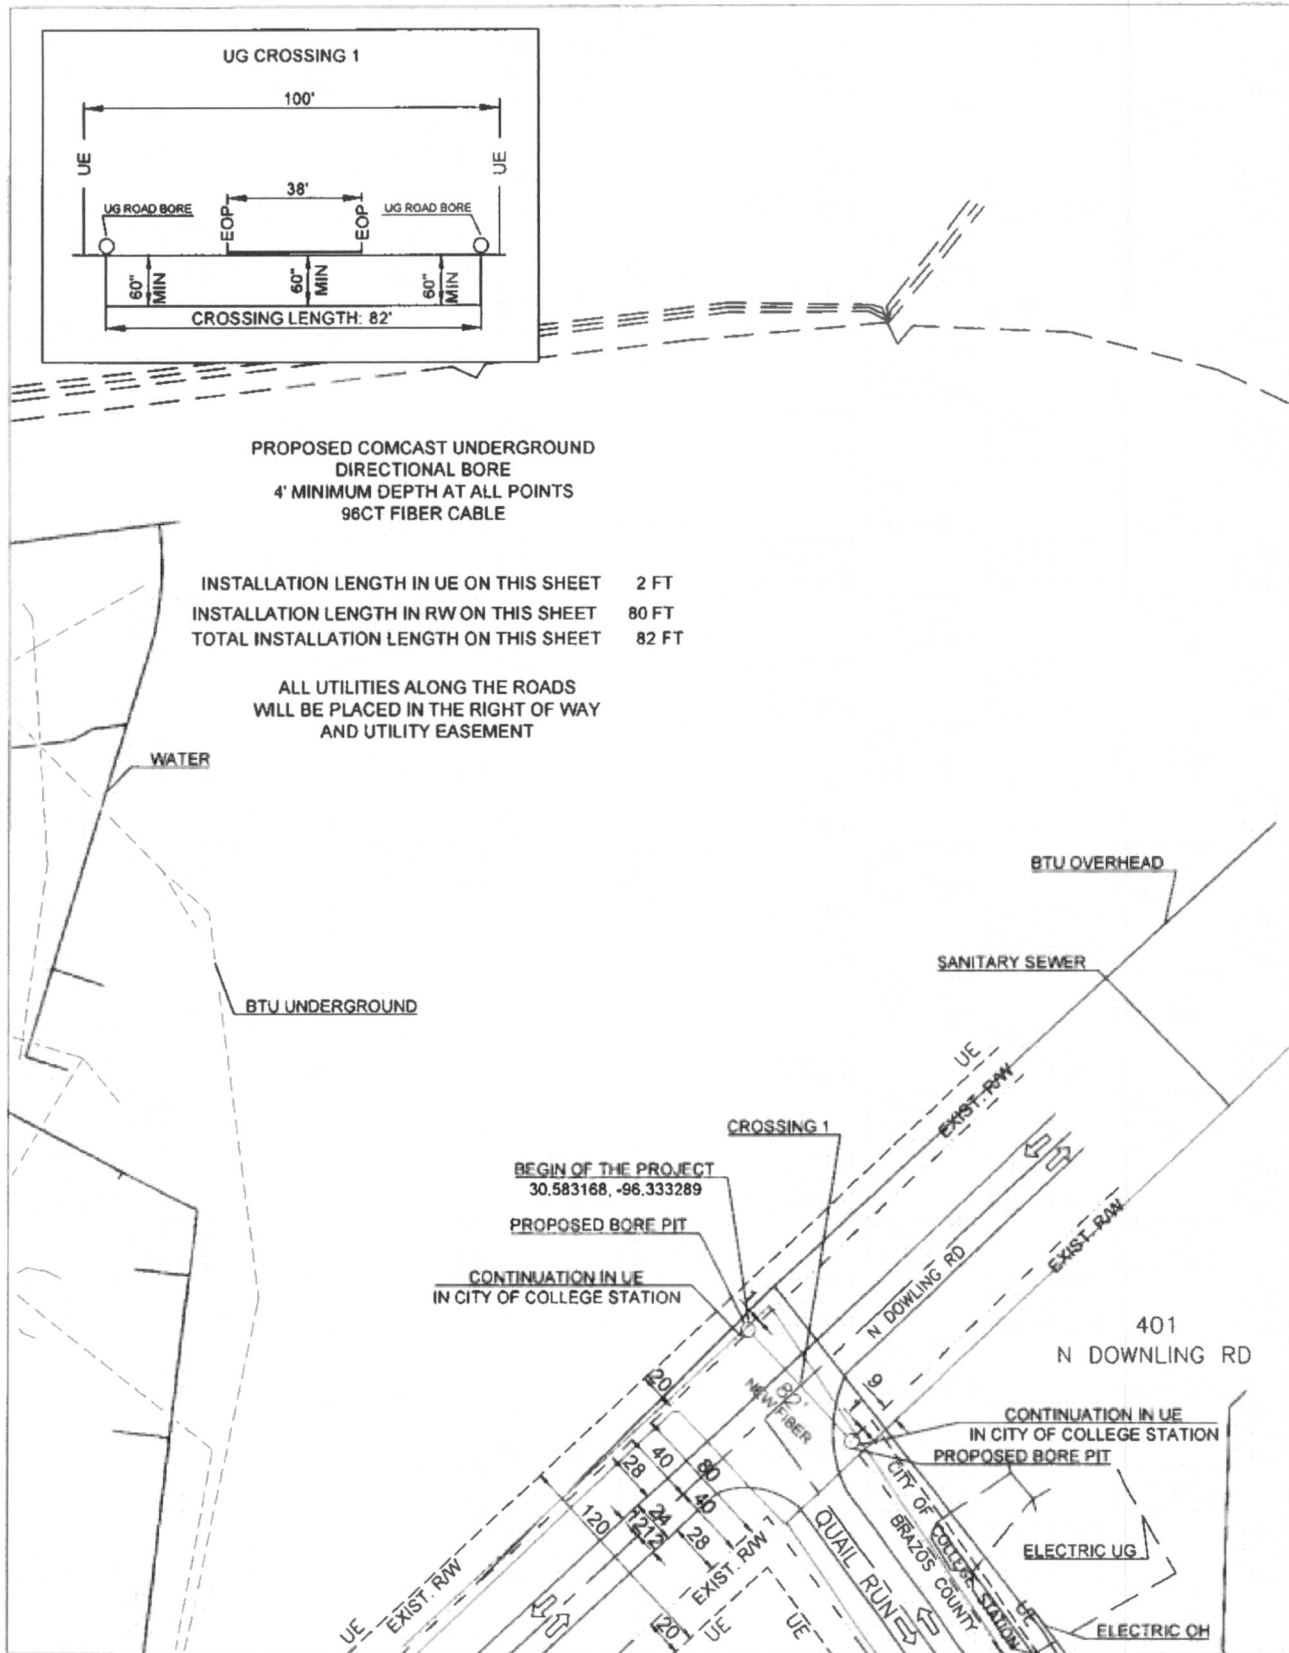 UG CROSSING 1
100'
UE
UE
38'
UG ROAD BORE
EOP
EOP
UG ROAD BORE
60"
MIN
60"
MIN
60"
MIN
CROSSING LENGTH: 82'
PROPOSED COMCAST UNDERGROUND
DIRECTIONAL BORE
4' MINIMUM DEPTH AT ALL POINTS
96CT FIBER CABLE
INSTALLATION LENGTH IN UE ON THIS SHEET 2 FT
INSTALLATION LENGTH IN RW ON THIS SHEET 80 FT
TOTAL INSTALLATION LENGTH ON THIS SHEET 82 FT
ALL UTILITIES ALONG THE ROADS
WILL BE PLACED IN THE RIGHT OF WAY
AND UTILITY EASEMENT
WATER
BTU OVERHEAD
SANITARY SEWER
BTU UNDERGROUND
UE
EXIST. R/W
CROSSING 1
BEGIN OF THE PROJECT
30.583168, -96.333289
PROPOSED BORE PIT
EXIST. R/W
CONTINUATION IN UE
IN CITY OF COLLEGE STATION
N DOWLING RD
1
401
N DOWNLING RD
20
82'
NEW FIBER
9
1
CONTINUATION IN UE
IN CITY OF COLLEGE STATION
PROPOSED BORE PIT
40
80
28
40
24
120
1212
28
EXIST. R/W
QUAIL RUN
CITY OF COLLEGE STATION
BRAZOS COUNTY
ELECTRIC UG
UE
EXIST. R/W
UE
20
UE
UE
ELECTRIC OH